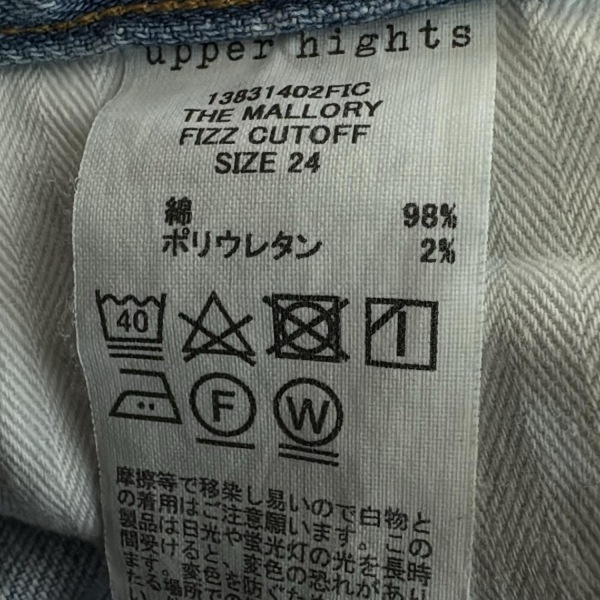 upper hights
13831402FIC
THE MALLORY
FIZZ CUTOFF
SIZE 24
綿 98%
ポリウレタン 2%
40
F
W
摩擦等で移染し易いので白物と
の着用はご注意願います。この
製品は日光や蛍光灯の光を長時
間受けると、変色の恐れがあり